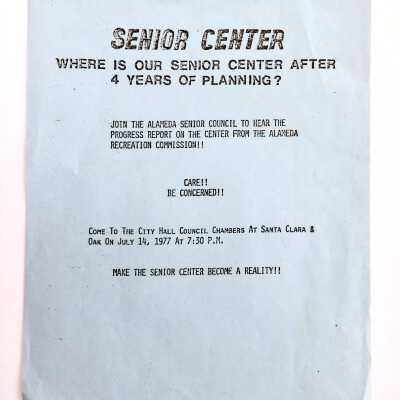 SENIOR CENTER
WHERE IS OUR SENIOR CENTER AFTER
4 YEARS OF PLANNING?
JOIN THE ALAMEDA SENIOR COUNCIL TO HEAR THE
PROGRESS REPORT ON THE CENTER FROM THE ALAMEDA
RECREATION COMMISSION!!
CARE!!
BE CONCERNED!!
COME TO THE CITY HALL COUNCIL CHAMBERS AT SANTA CLARA &
OAK ON JULY 14, 1977 AT 7:30 P.M.
MAKE THE SENIOR CENTER BECOME A REALITY!!